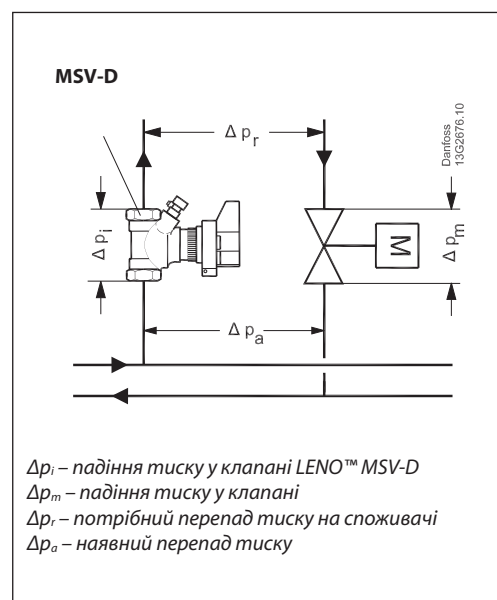 MSV-D
Δ pᵣ
Danfoss
13G2676.10
Δ pᵢ
M
Δ pₘ
Δ pₐ
Δpᵢ – падіння тиску у клапані LENO™ MSV-D
Δpₘ – падіння тиску у клапані
Δpᵣ – потрібний перепад тиску на споживачі
Δpₐ – наявний перепад тиску